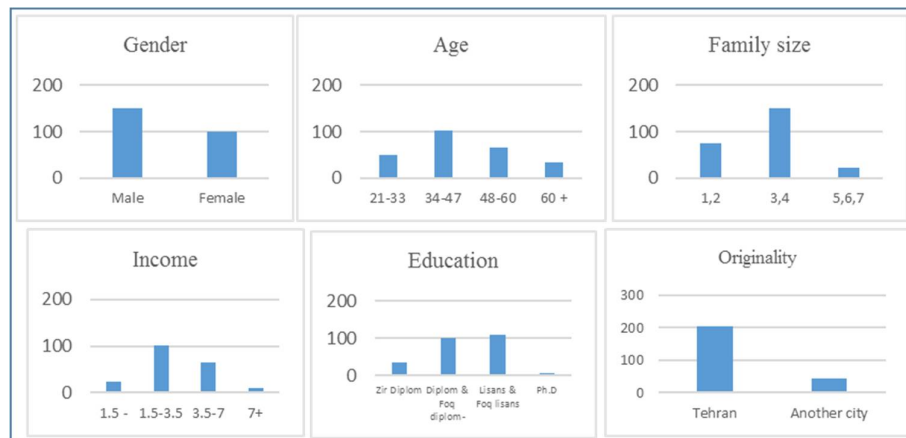 Gender
200
100
0
Male Female
Age
200
100
0
21-33 34-47 48-60 60 +
Family size
200
100
0
1,2 3,4 5,6,7
Income
200
100
0
1.5 - 1.5-3.5 3.5-7 7+
Education
200
100
0
Zir Diplom Diplom & Lisans & Ph.D
Foq Foq lisans
diplom-
Originality
300
200
100
0
Tehran Another city